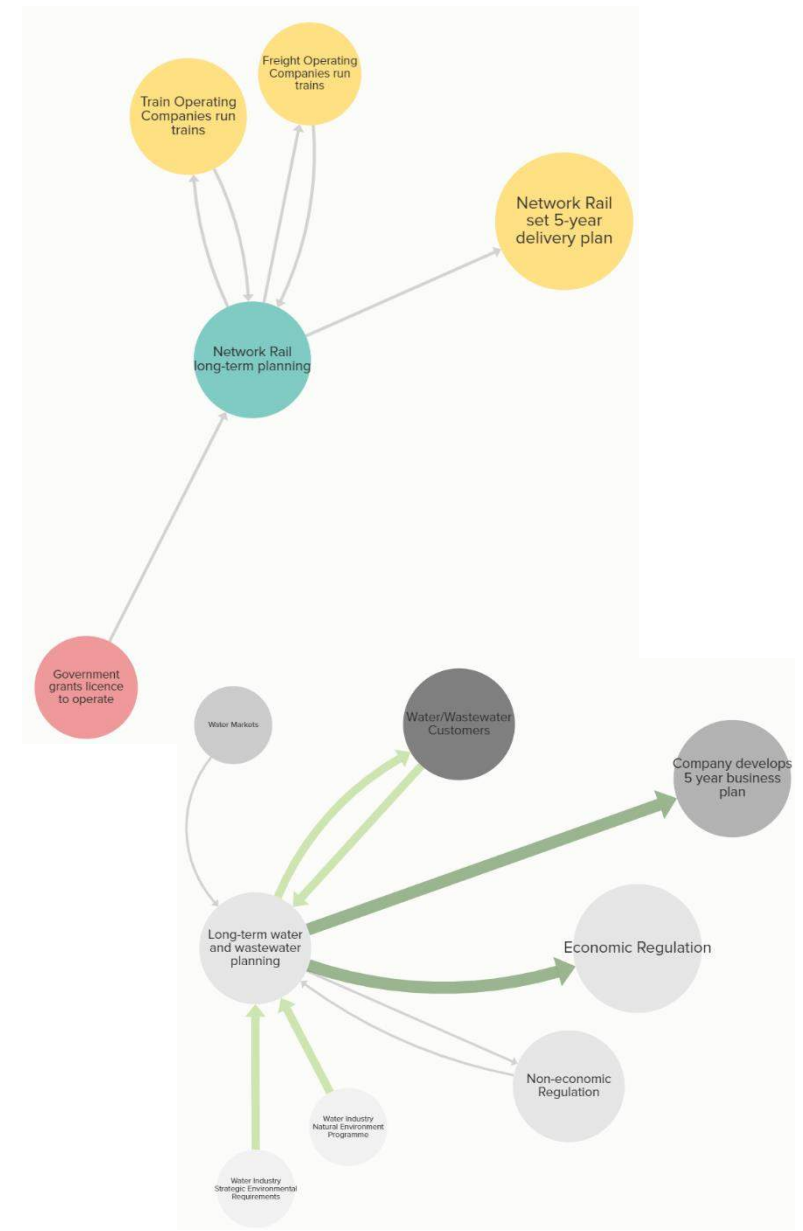 Freight Operating
Companies run
trains
Train Operating
Companies run
trains
Network Rail
set 5-year
delivery plan
Network Rail
long-term planning
Government
grants licence
to operate
Water Markets
Water/Wastewater
Customers
Company develops
5 year business
plan
Long-term water
and wastewater
planning
Economic Regulation
Non-economic
Regulation
Water Industry
Natural Environment
Programme
Water Industry
Strategic Environmental
Requirements